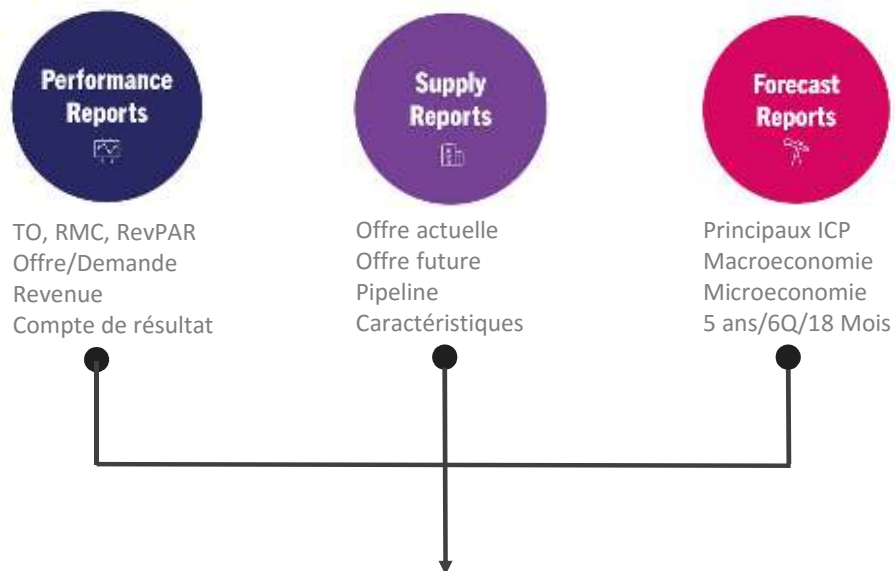 Performance
Reports
TO, RMC, RevPAR
Offre/Demande
Revenue
Compte de résultat
Supply
Reports
Offre actuelle
Offre future
Pipeline
Caractéristiques
Forecast
Reports
Principaux ICP
Macroeconomie
Microeconomie
5 ans/6Q/18 Mois